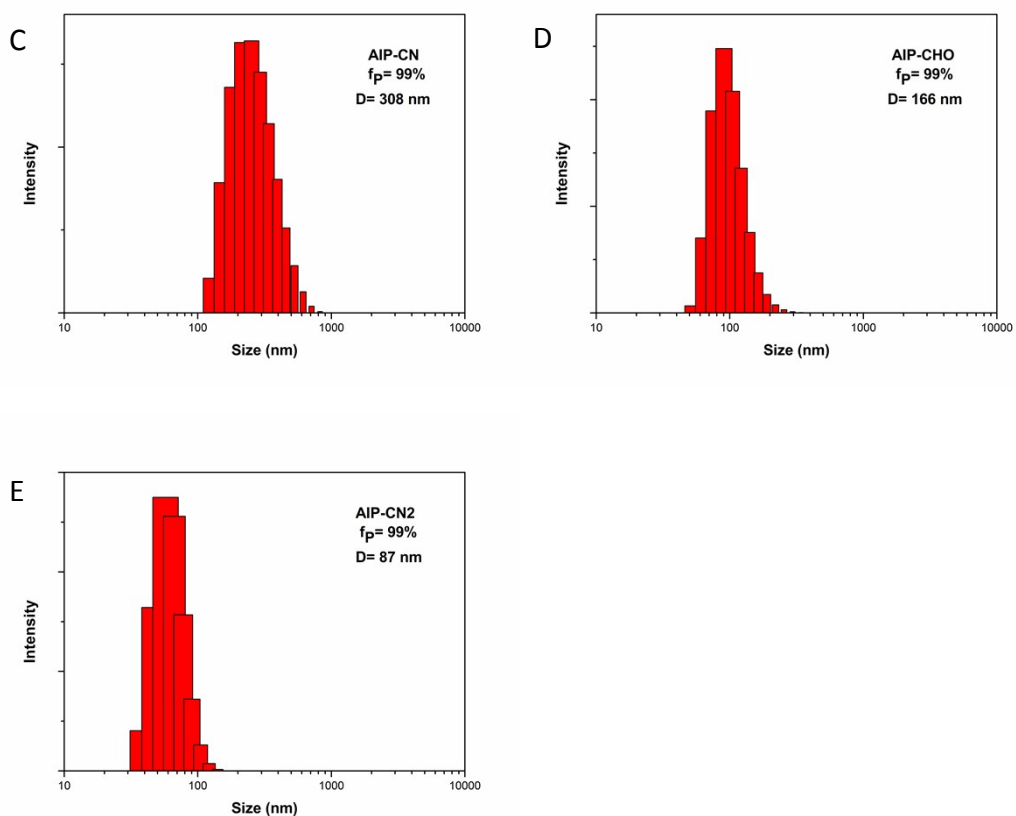 C
AIP-CN
fP= 99%
D= 308 nm
Intensity
10 100 1000 10000
Size (nm)
D
AIP-CHO
fP= 99%
D= 166 nm
Intensity
10 100 1000 10000
Size (nm)
E
AIP-CN2
fP= 99%
D= 87 nm
Intensity
10 100 1000 10000
Size (nm)